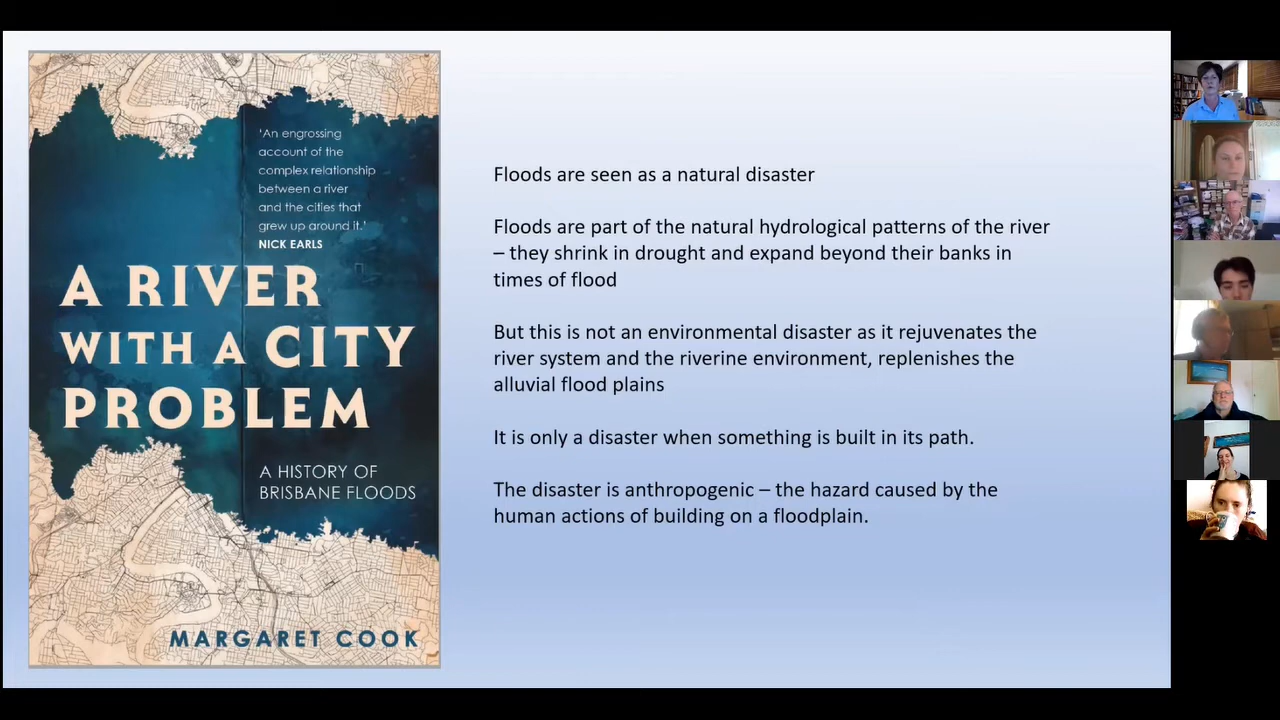 'An engrossing
account of the
complex relationship
between a river
and the cities that
grew up around it.'
NICK EARLS
A RIVER
WITH A CITY
PROBLEM
A HISTORY OF
BRISBANE FLOODS
MARGARET COOK
Floods are seen as a natural disaster
Floods are part of the natural hydrological patterns of the river
– they shrink in drought and expand beyond their banks in
times of flood
But this is not an environmental disaster as it rejuvenates the
river system and the riverine environment, replenishes the
alluvial flood plains
It is only a disaster when something is built in its path.
The disaster is anthropogenic – the hazard caused by the
human actions of building on a floodplain.